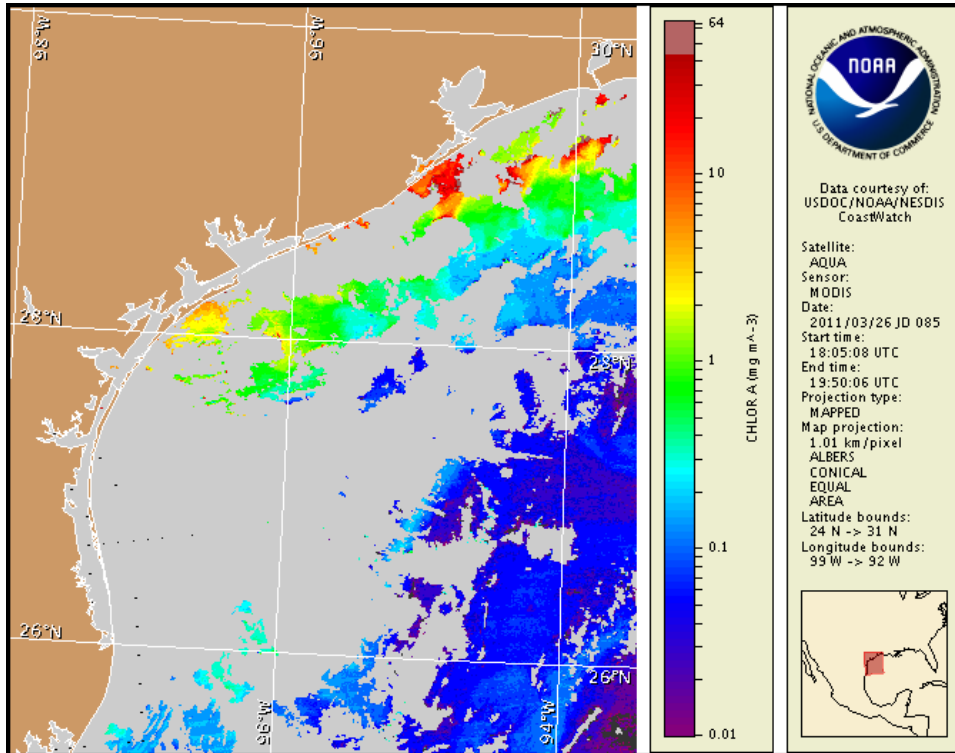 98°W
96°W
30°N
28°N
28°N
26°N
26°N
96°W
94°W
64
10
1
0.1
0.01
CHLOR A (mg m^-3)
NATIONAL OCEANIC AND ATMOSPHERIC ADMINISTRATION
NOAA
U.S. DEPARTMENT OF COMMERCE
Data courtesy of:
USDOC/NOAA/NESDIS
CoastWatch
Satellite:
AQUA
Sensor:
MODIS
Date:
2011/03/26 JD 085
Start time:
18:05:08 UTC
End time:
19:50:06 UTC
Projection type:
MAPPED
Map projection:
1.01 km/pixel
ALBERS
CONICAL
EQUAL
AREA
Latitude bounds:
24 N -> 31 N
Longitude bounds:
99 W -> 92 W